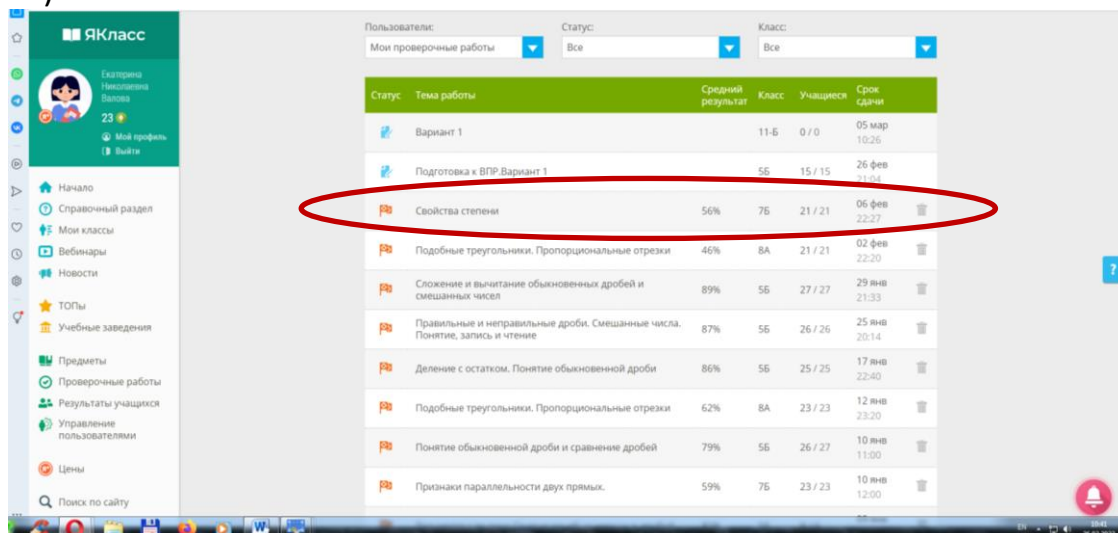 ЯКласс
Екатерина
Николаевна
Валова
23
Мой профиль
Выйти
Начало
Справочный раздел
Мои классы
Вебинары
Новости
ТОПы
Учебные заведения
Предметы
Проверочные работы
Результаты учащихся
Управление
пользователями
Цены
Поиск по сайту
Пользователи: Статус: Класс:
Мои проверочные работы Все Все
Статус Тема работы Средний результат Класс Учащиеся Срок сдачи
Вариант 1 11-Б 0 / 0 05 мар 10:26
Подготовка к ВПР.Вариант 1 5Б 15 / 15 26 фев 21:04
Свойства степени 56% 7Б 21 / 21 06 фев 22:27
Подобные треугольники. Пропорциональные отрезки 46% 8А 21 / 21 02 фев 22:20
Сложение и вычитание обыкновенных дробей и
смешанных чисел 89% 5Б 27 / 27 29 янв 21:33
Правильные и неправильные дроби. Смешанные числа.
Понятие, запись и чтение 87% 5Б 26 / 26 25 янв 20:14
Деление с остатком. Понятие обыкновенной дроби 86% 5Б 25 / 25 17 янв 22:40
Подобные треугольники. Пропорциональные отрезки 62% 8А 23 / 23 12 янв 23:20
Понятие обыкновенной дроби и сравнение дробей 79% 5Б 26 / 27 10 янв 11:00
Признаки параллельности двух прямых. 59% 7Б 23 / 23 10 янв 12:00
?
EN 10:41